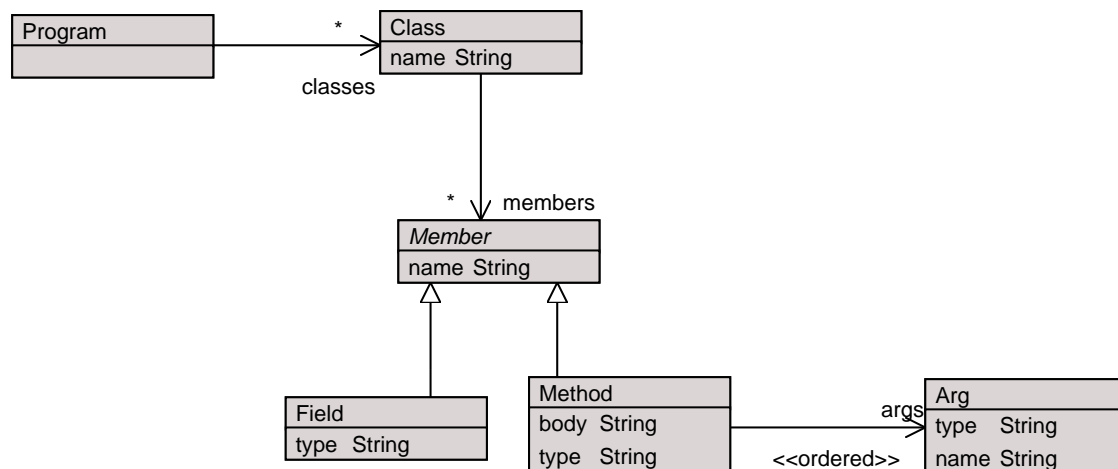 Program
*
Class
name String
classes
*
members
Member
name String
Field
type String
Method
body String
type String
args
<<ordered>>
Arg
type String
name String